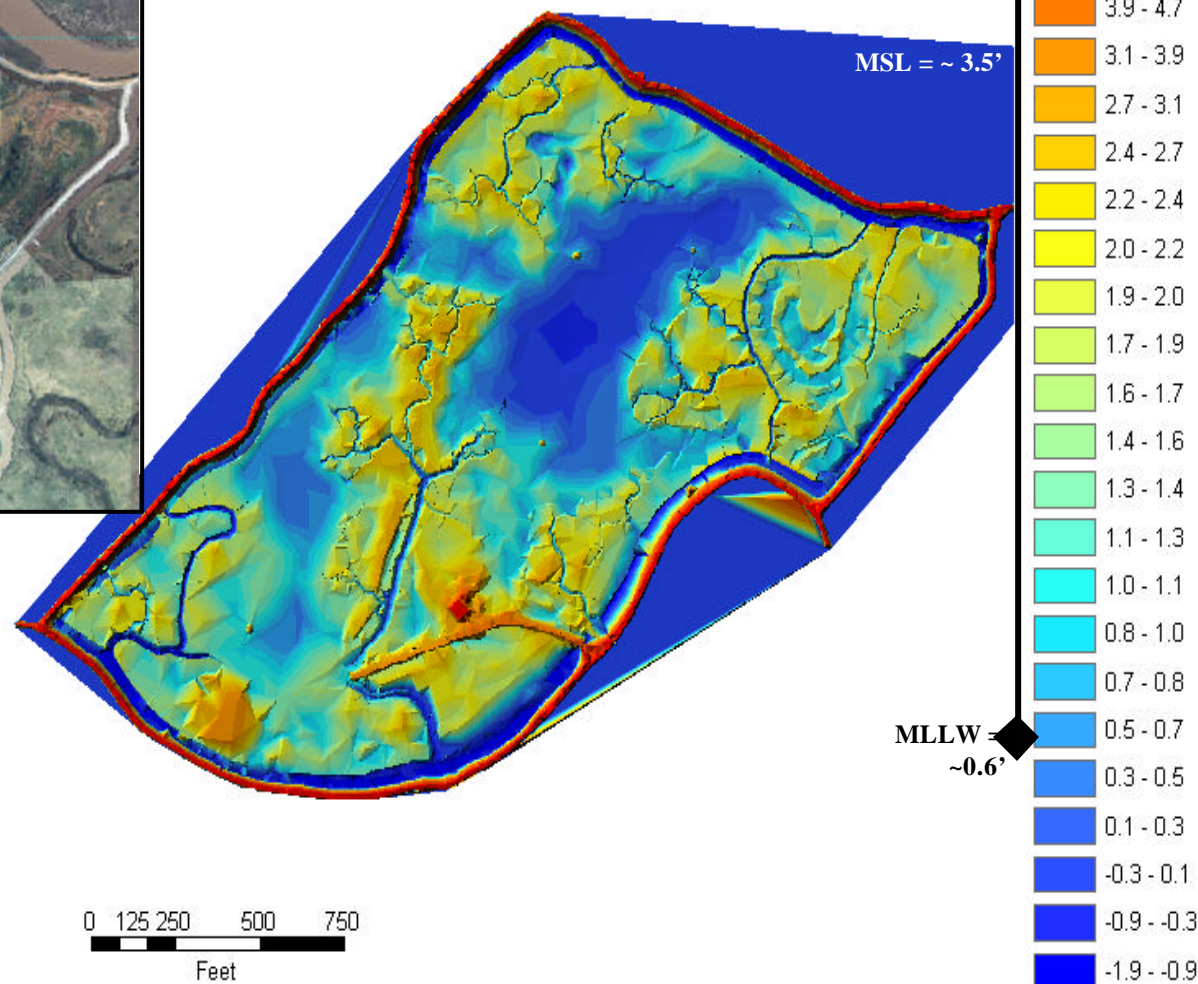 MSL = ~ 3.5'
3.9 - 4.7
3.1 - 3.9
2.7 - 3.1
2.4 - 2.7
2.2 - 2.4
2.0 - 2.2
1.9 - 2.0
1.7 - 1.9
1.6 - 1.7
1.4 - 1.6
1.3 - 1.4
1.1 - 1.3
1.0 - 1.1
0.8 - 1.0
0.7 - 0.8
0.5 - 0.7
0.3 - 0.5
0.1 - 0.3
-0.3 - 0.1
-0.9 - -0.3
-1.9 - -0.9
MLLW =
~0.6'
0 125 250 500 750
Feet